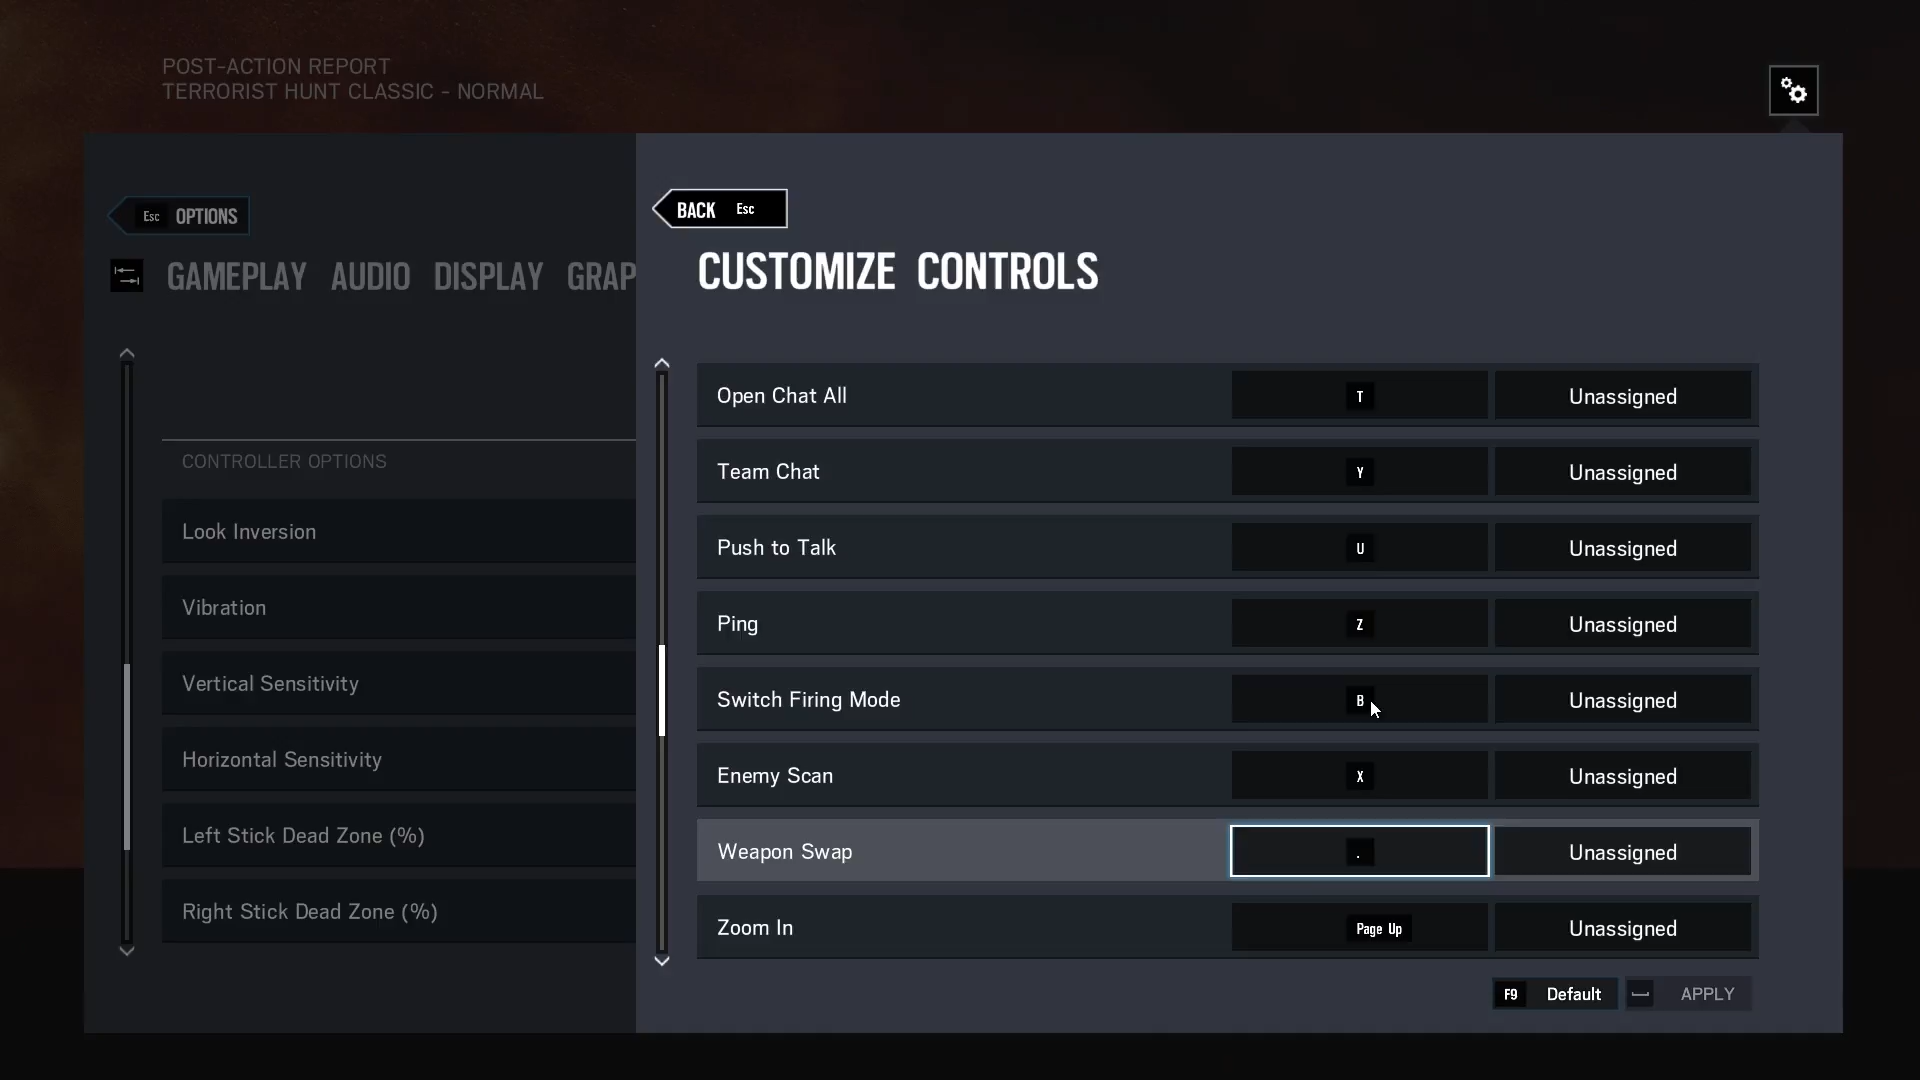 POST-ACTION REPORT
TERRORIST HUNT CLASSIC - NORMAL
Esc OPTIONS
GAMEPLAY AUDIO DISPLAY GRAP
CONTROLLER OPTIONS
Look Inversion
Vibration
Vertical Sensitivity
Horizontal Sensitivity
Left Stick Dead Zone (%)
Right Stick Dead Zone (%)
BACK Esc
CUSTOMIZE CONTROLS
Open Chat All T Unassigned
Team Chat Y Unassigned
Push to Talk U Unassigned
Ping Z Unassigned
Switch Firing Mode B Unassigned
Enemy Scan X Unassigned
Weapon Swap . Unassigned
Zoom In Page Up Unassigned
F9 Default APPLY